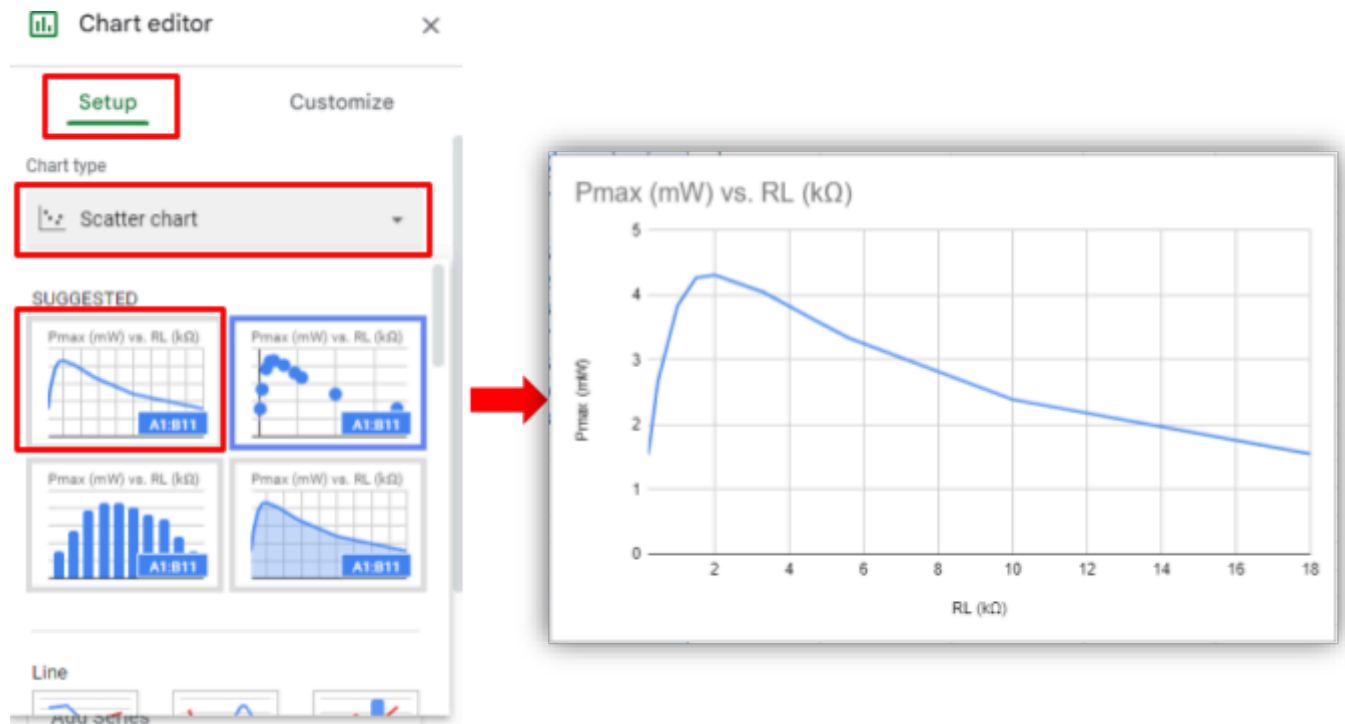 Chart editor
Setup Customize
Chart type
Scatter chart
SUGGESTED
Pmax (mW) vs. RL (kΩ)
A1:B11
Pmax (mW) vs. RL (kΩ)
A1:B11
Pmax (mW) vs. RL (kΩ)
A1:B11
Pmax (mW) vs. RL (kΩ)
A1:B11
Line
Add Series
Pmax (mW) vs. RL (kΩ)
5
4
3
2
1
0
Pmax (mW)
2 4 6 8 10 12 14 16 18
RL (kΩ)